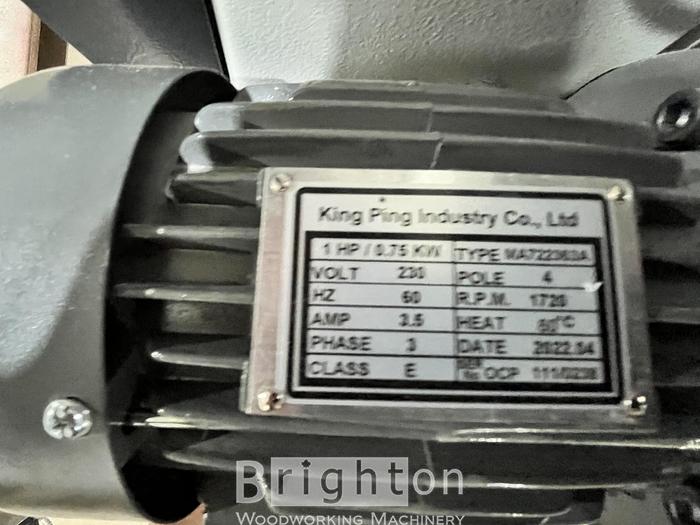 King Ping Industry Co., Ltd
1 HP / 0.75 KW TYPE
VOLT 230 POLE 4
HZ 60 R.P.M. 1720
AMP 3.5 HEAT °C
PHASE 3 DATE 2022.04
CLASS E OCP
Brighton
WOODWORKING MACHINERY